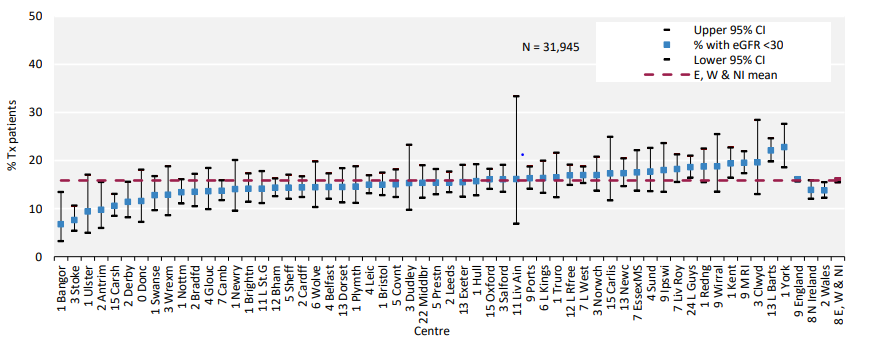 50
40
30
20
10
0
% Tx patients
N = 31,945
Upper 95% CI
% with eGFR <30
Lower 95% CI
E, W & NI mean
1 Bangor
3 Stoke
1 Ulster
2 Antrim
15 Carsh
2 Derby
0 Donc
1 Swanse
3 Wrexm
1 Nottm
2 Bradfd
4 Glouc
7 Camb
1 Newry
1 Brightn
11 L St.G
12 Bham
5 Sheff
2 Cardff
6 Wolve
4 Belfast
13 Dorset
1 Plymth
4 Leic
1 Bristol
5 Covnt
3 Dudley
22 Middlbr
5 Prestn
2 Leeds
13 Exeter
1 Hull
15 Oxford
3 Salford
11 Liv Ain
9 Ports
6 L Kings
1 Truro
12 L Rfree
7 L West
3 Norwch
15 Carlis
13 Newc
7 EssexMS
4 Sund
9 Ipswi
7 Liv Roy
24 L Guys
1 Redng
9 Wirral
1 Kent
9 M RI
3 Clwyd
13 L Barts
1 York
9 England
8 N Ireland
2 Wales
8 E, W & NI
Centre